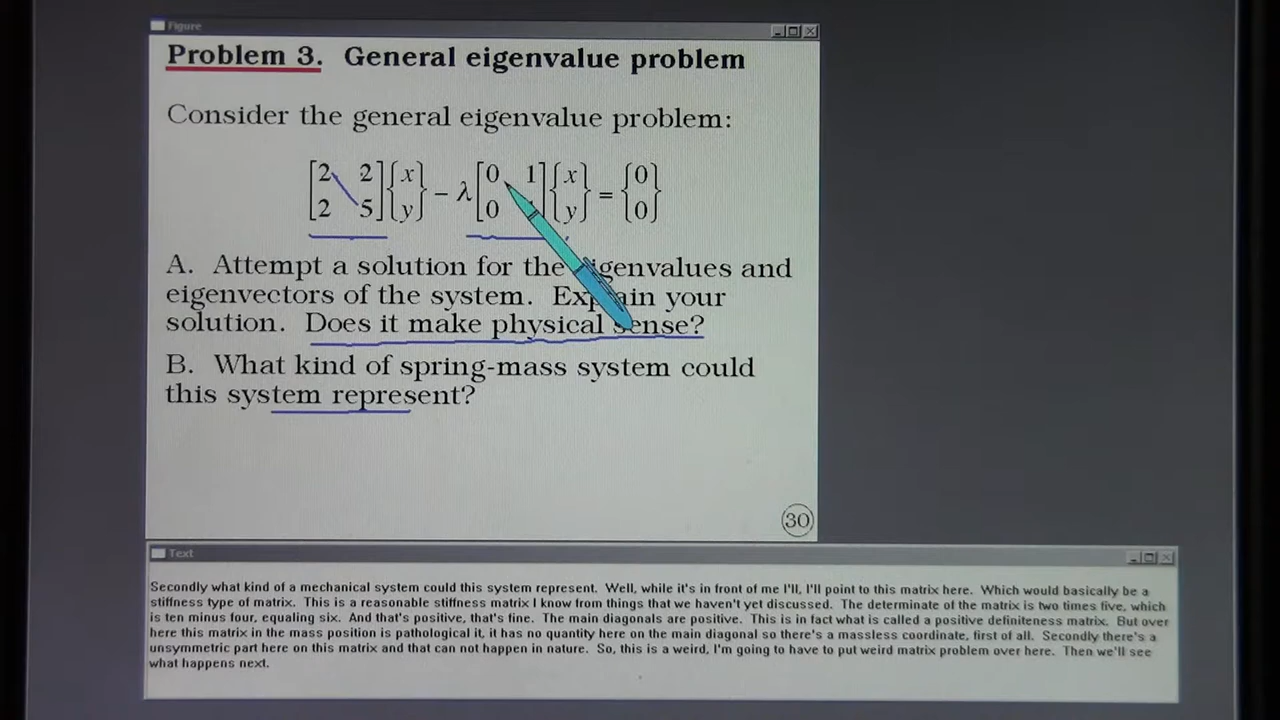 Figure
Problem 3. General eigenvalue problem
Consider the general eigenvalue problem:
[2 2] {x} [0 1] {x} {0}
[2 5] {y} − λ [0 ] {y} = {0}
A. Attempt a solution for the eigenvalues and
eigenvectors of the system. Explain your
solution. Does it make physical sense?
B. What kind of spring-mass system could
this system represent?
30
Text
Secondly what kind of a mechanical system could this system represent. Well, while it's in front of me I'll, I'll point to this matrix here. Which would basically be a
stiffness type of matrix. This is a reasonable stiffness matrix I know from things that we haven't yet discussed. The determinate of the matrix is two times five, which
is ten minus four, equaling six. And that's positive, that's fine. The main diagonals are positive. This is in fact what is called a positive definiteness matrix. But over
here this matrix in the mass position is pathological it, it has no quantity here on the main diagonal so there's a massless coordinate, first of all. Secondly there's a
unsymmetric part here on this matrix and that can not happen in nature. So, this is a weird, I'm going to have to put weird matrix problem over here. Then we'll see
what happens next.